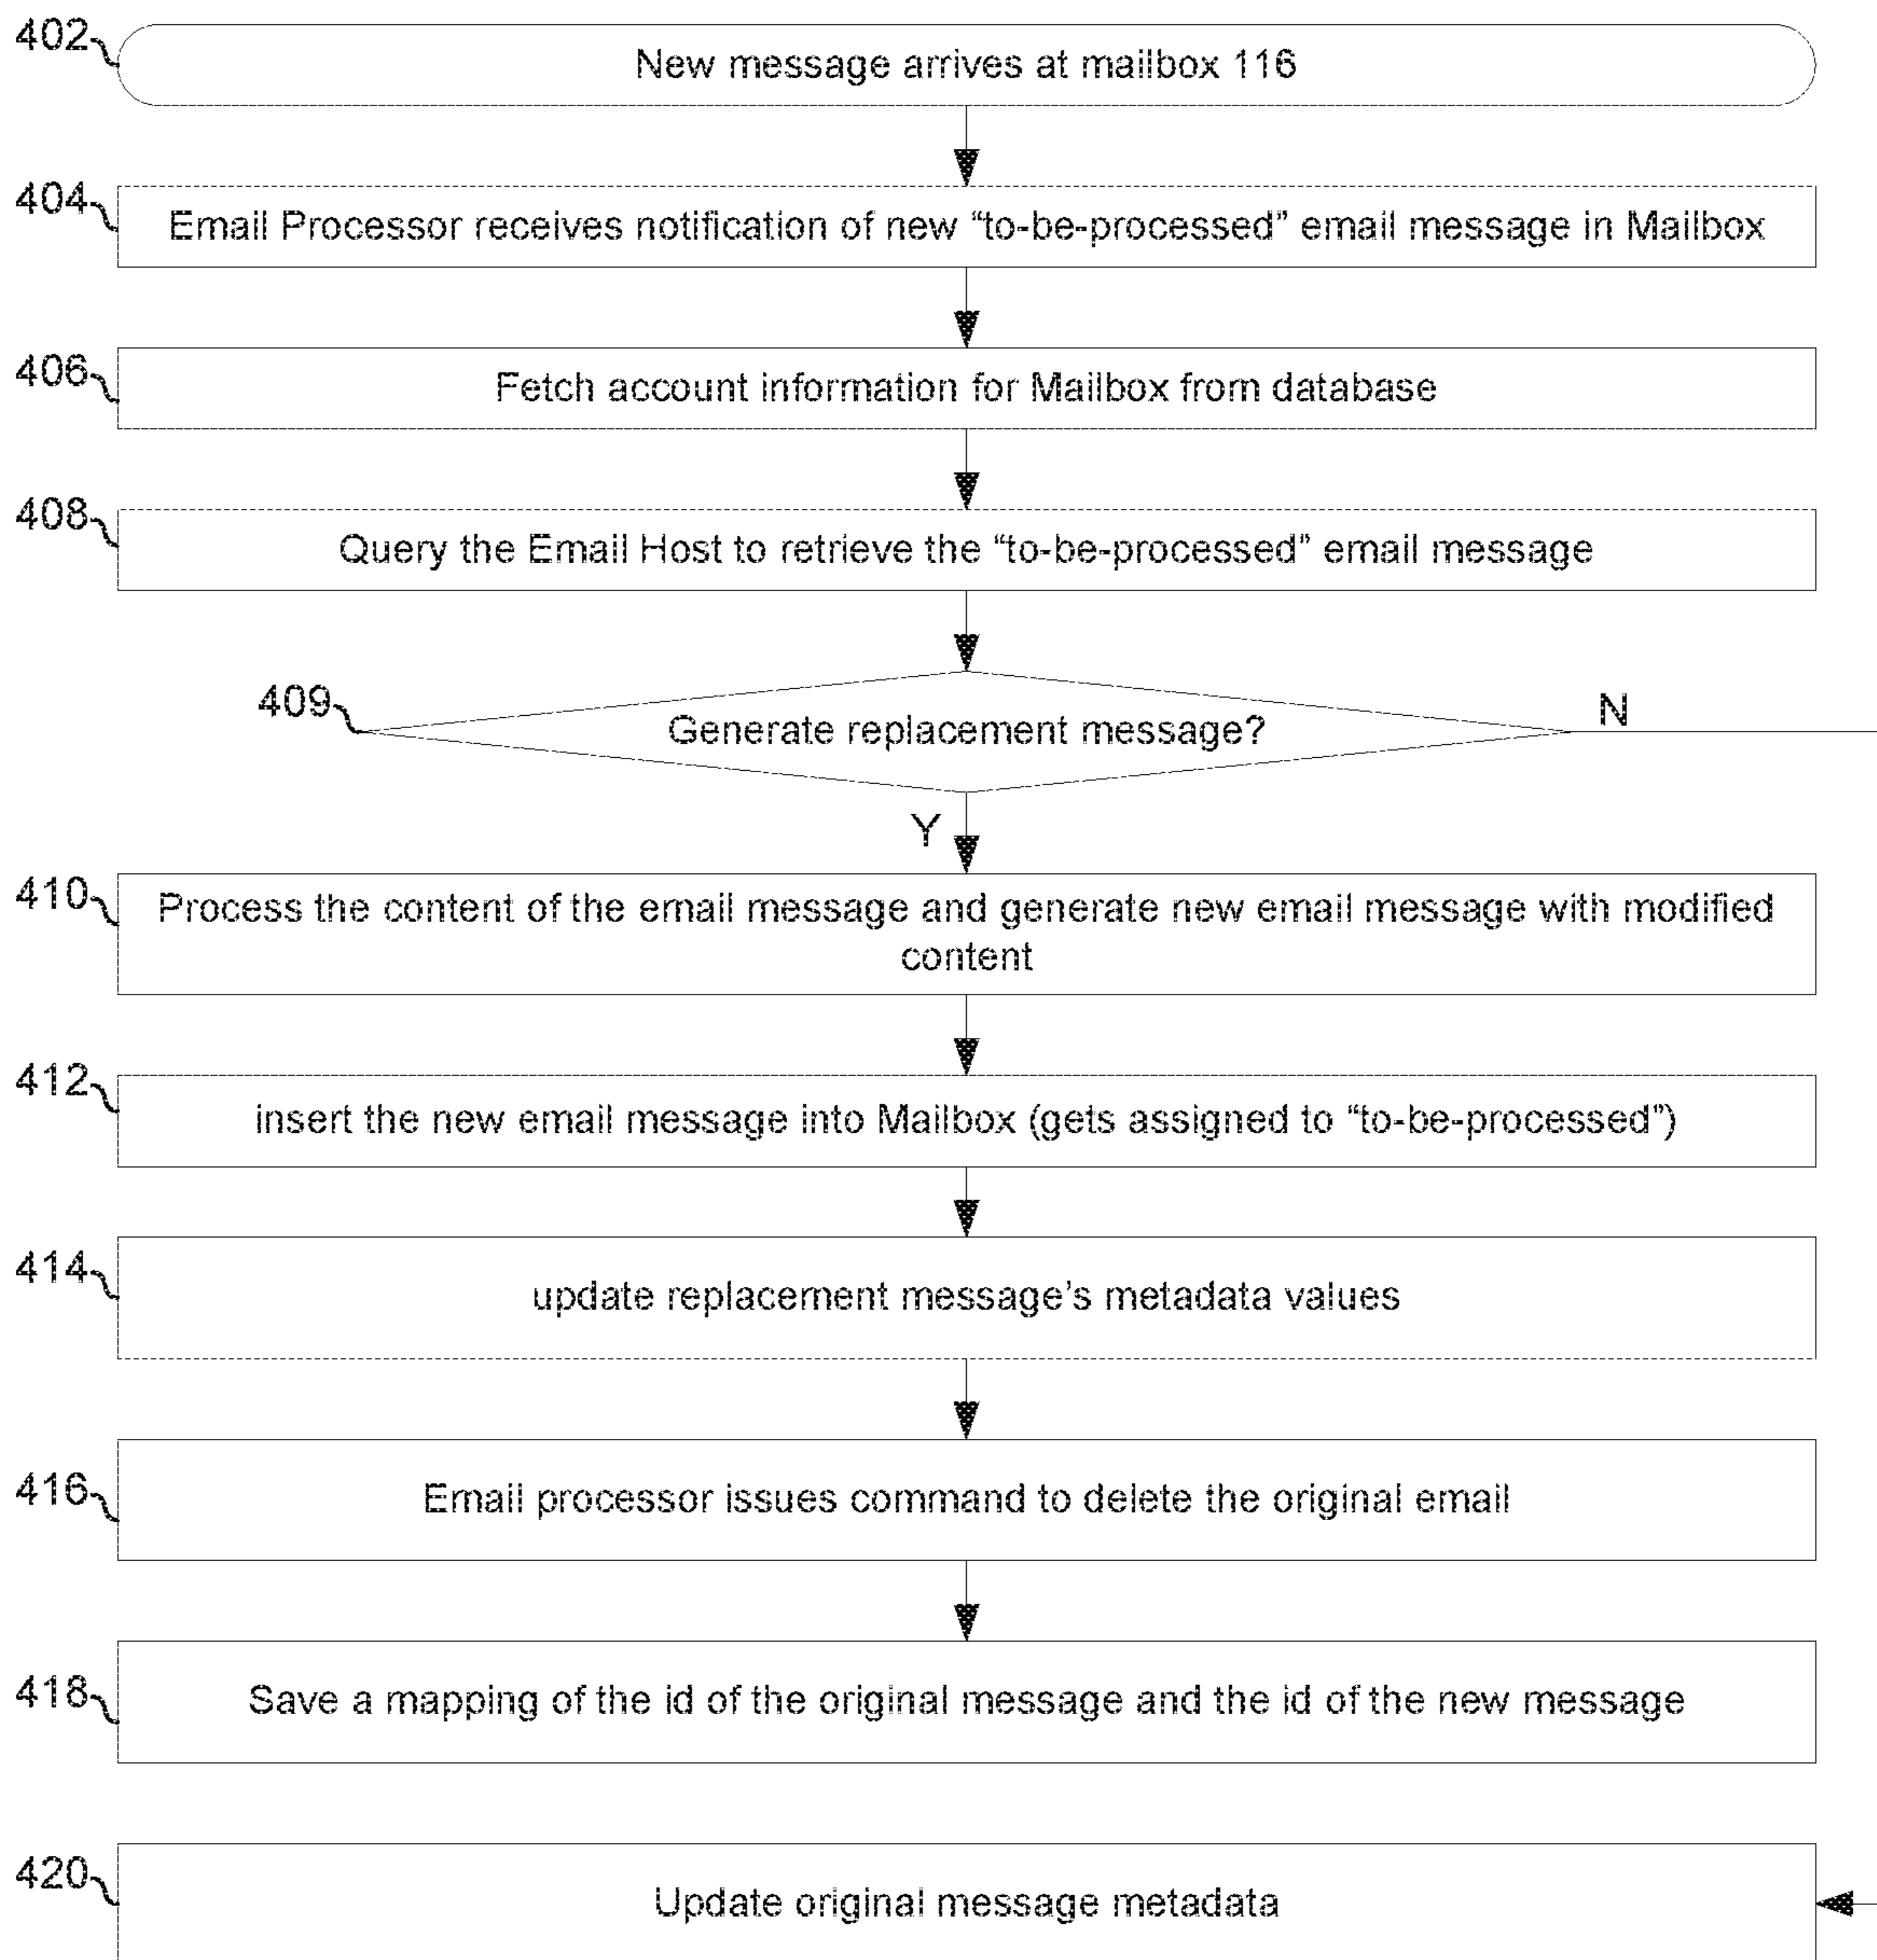 402
New message arrives at mailbox 116
404
Email Processor receives notification of new “to-be-processed” email message in Mailbox
406
Fetch account information for Mailbox from database
408
Query the Email Host to retrieve the “to-be-processed” email message
409
Generate replacement message?
N
Y
410
Process the content of the email message and generate new email message with modified
content
412
insert the new email message into Mailbox (gets assigned to “to-be-processed”)
414
update replacement message’s metadata values
416
Email processor issues command to delete the original email
418
Save a mapping of the id of the original message and the id of the new message
420
Update original message metadata